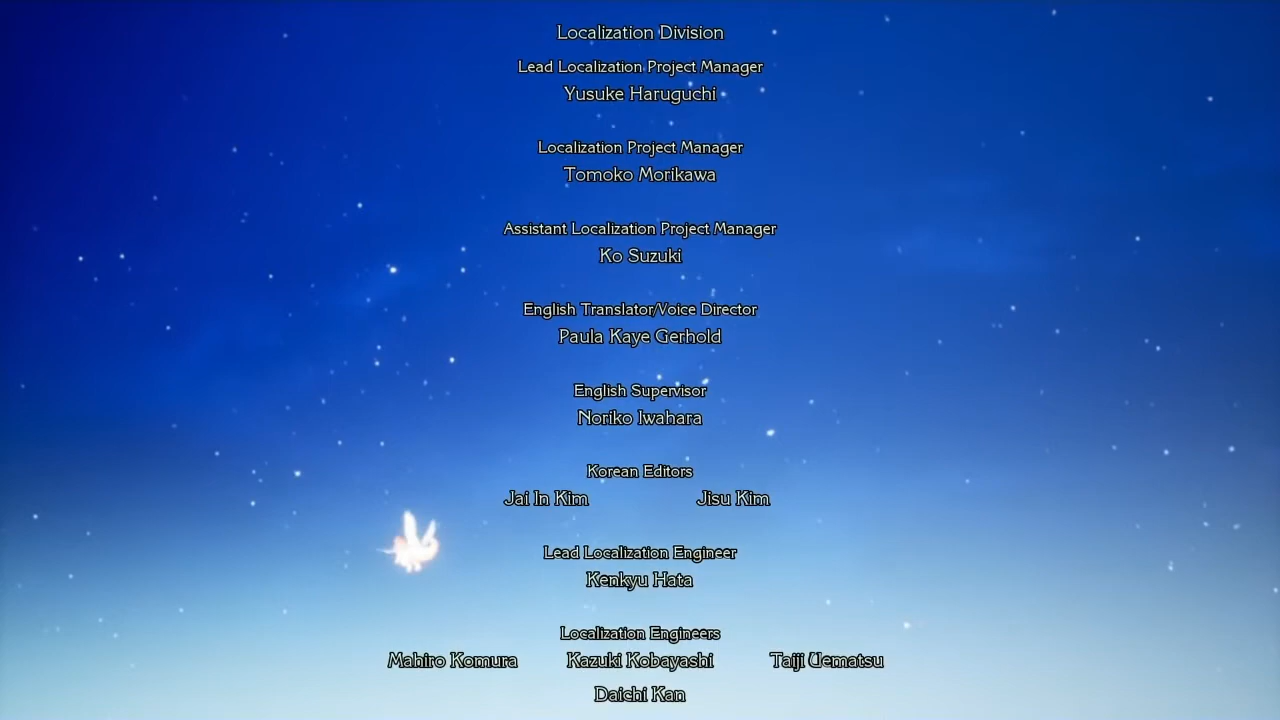 Localization Division
Lead Localization Project Manager
Yusuke Haruguchi
Localization Project Manager
Tomoko Morikawa
Assistant Localization Project Manager
Ko Suzuki
English Translator/Voice Director
Paula Kaye Gerhold
English Supervisor
Noriko Iwahara
Korean Editors
Jai In Kim Jisu Kim
Lead Localization Engineer
Kenkyu Hata
Localization Engineers
Mahiro Komura Kazuki Kobayashi Taiji Uematsu
Daichi Kan